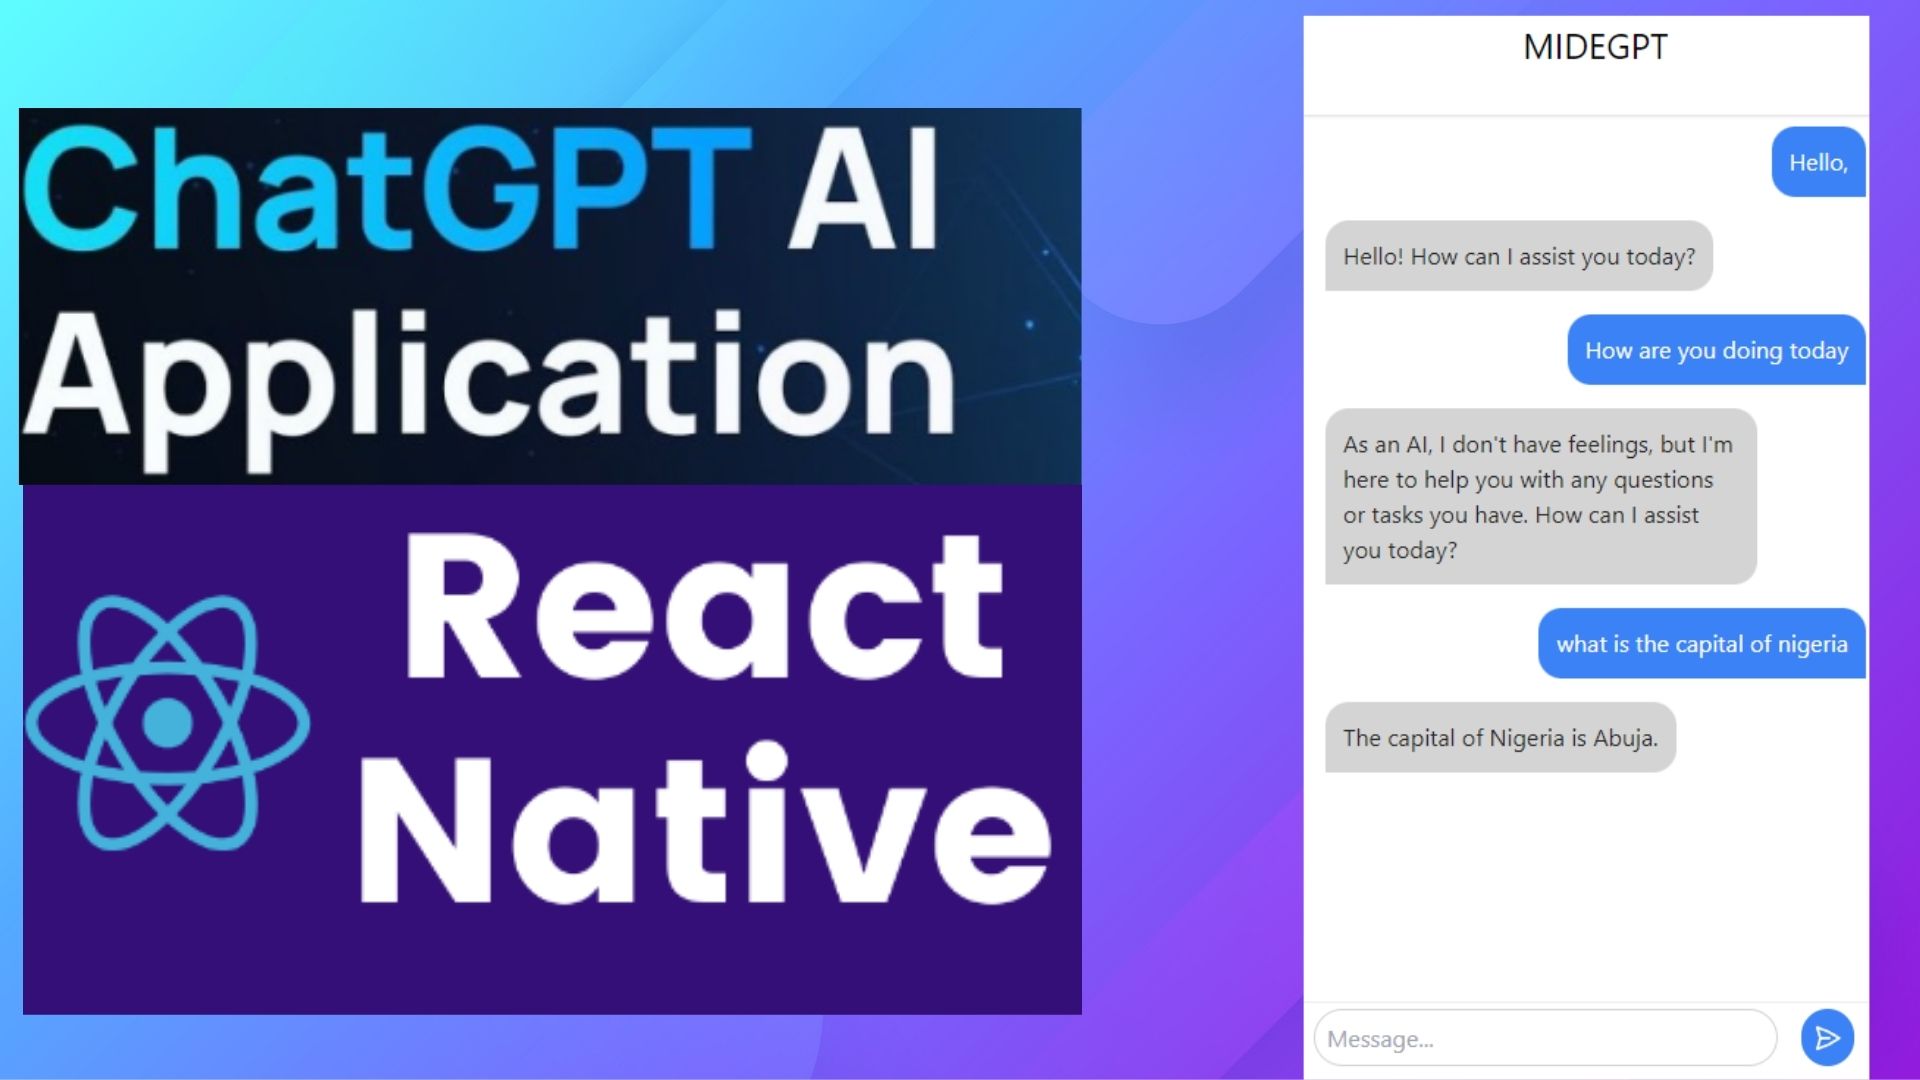 ChatGPT AI
Application
React
Native
MIDEGPT
Hello,
Hello! How can I assist you today?
How are you doing today
As an AI, I don't have feelings, but I'm
here to help you with any questions
or tasks you have. How can I assist
you today?
what is the capital of nigeria
The capital of Nigeria is Abuja.
Message...